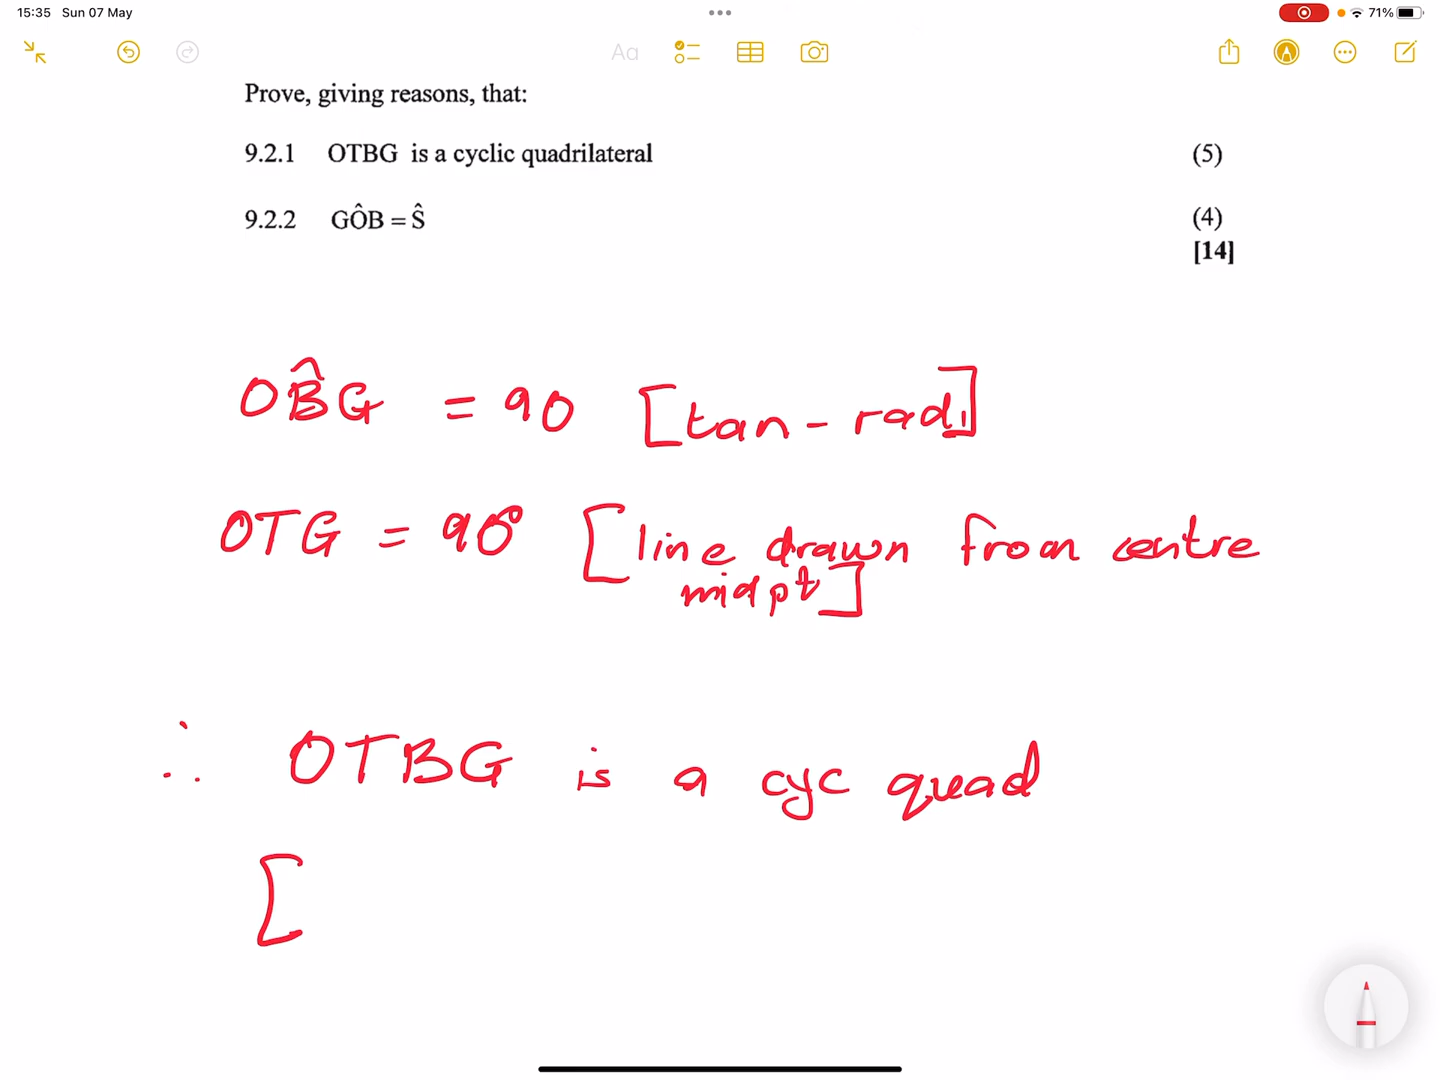 15:35 Sun 07 May 71%
Aa
Prove, giving reasons, that:
9.2.1 OTBG is a cyclic quadrilateral (5)
9.2.2 GÔB = Ŝ (4)
[14]
OB̂G = 90 [tan - rad]
OTG = 90° [line drawn from centre
midpt]
∴ OTBG is a cyc quad
[